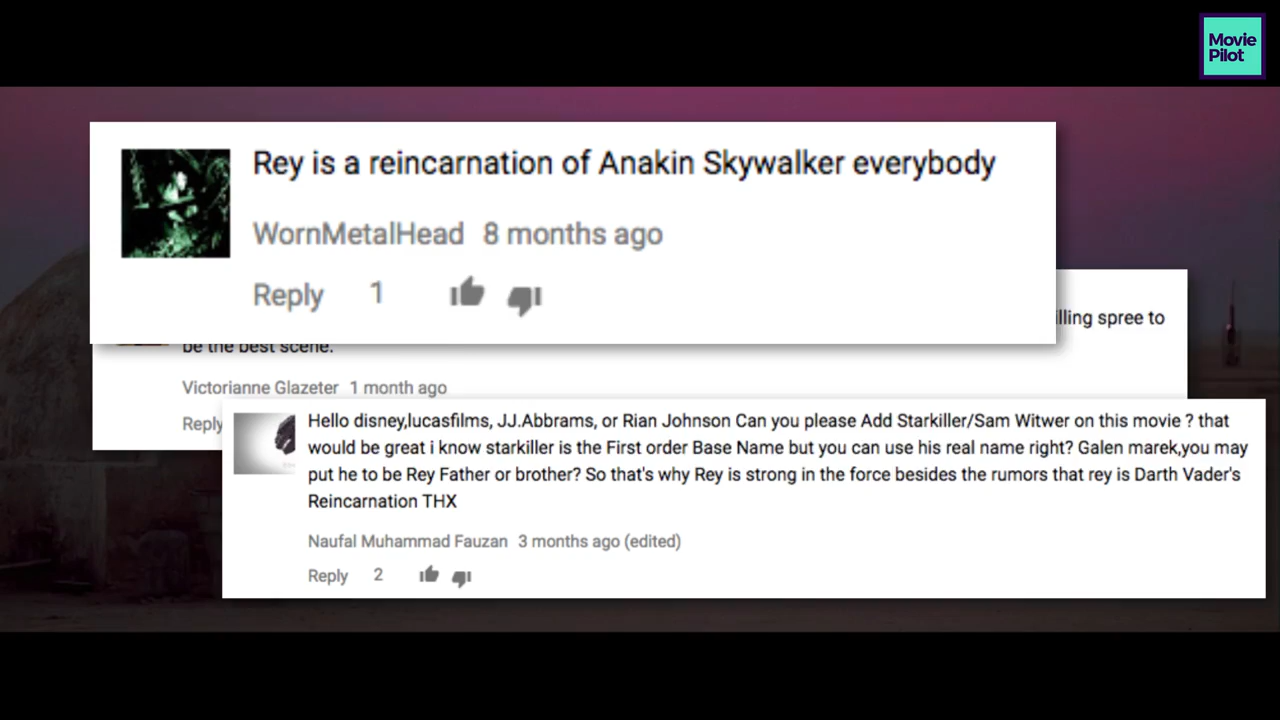 Movie
Pilot
Rey is a reincarnation of Anakin Skywalker everybody
WornMetalHead 8 months ago
Reply 1
spree to
be the best scene.
Victorianne Glazeter 1 month ago
Reply
Hello disney,lucasfilms, JJ.Abbrams, or Rian Johnson Can you please Add Starkiller/Sam Witwer on this movie ? that
would be great i know starkiller is the First order Base Name but you can use his real name right? Galen marek,you may
put he to be Rey Father or brother? So that's why Rey is strong in the force besides the rumors that rey is Darth Vader's
Reincarnation THX
Naufal Muhammad Fauzan 3 months ago (edited)
Reply 2